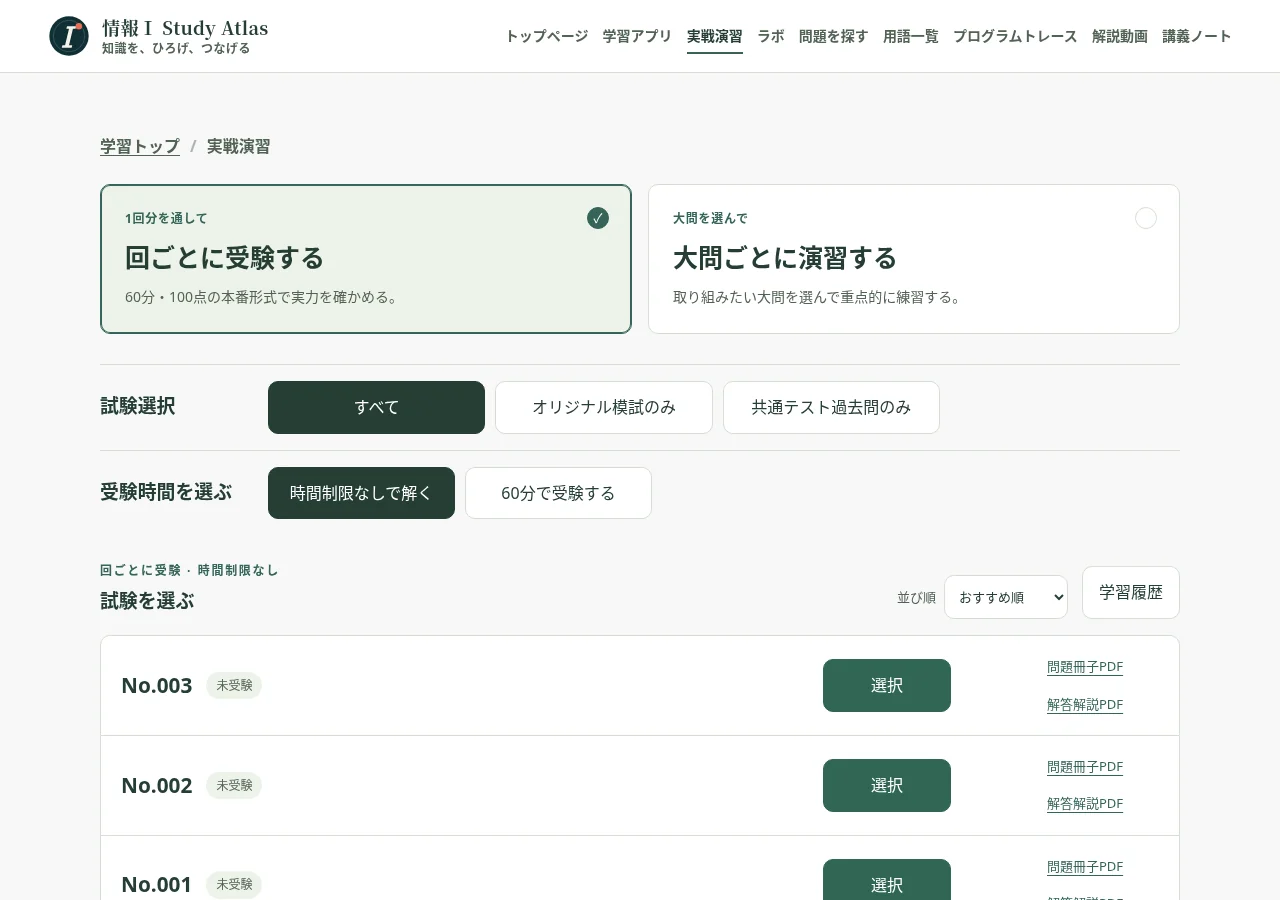 情報 I Study Atlas
知識を、ひろげ、つなげる
トップページ 学習アプリ 実戦演習 ラボ 問題を探す 用語一覧 プログラムトレース 解説動画 講義ノート
学習トップ / 実戦演習
1回分を通して
回ごとに受験する
60分・100点の本番形式で実力を確かめる。
大問を選んで
大問ごとに演習する
取り組みたい大問を選んで重点的に練習する。
試験選択 すべて オリジナル模試のみ 共通テスト過去問のみ
受験時間を選ぶ 時間制限なしで解く 60分で受験する
回ごとに受験 · 時間制限なし
試験を選ぶ
並び順 おすすめ順 学習履歴
No.003 未受験 選択 問題冊子PDF
解答解説PDF
No.002 未受験 選択 問題冊子PDF
解答解説PDF
No.001 未受験 選択 問題冊子PDF